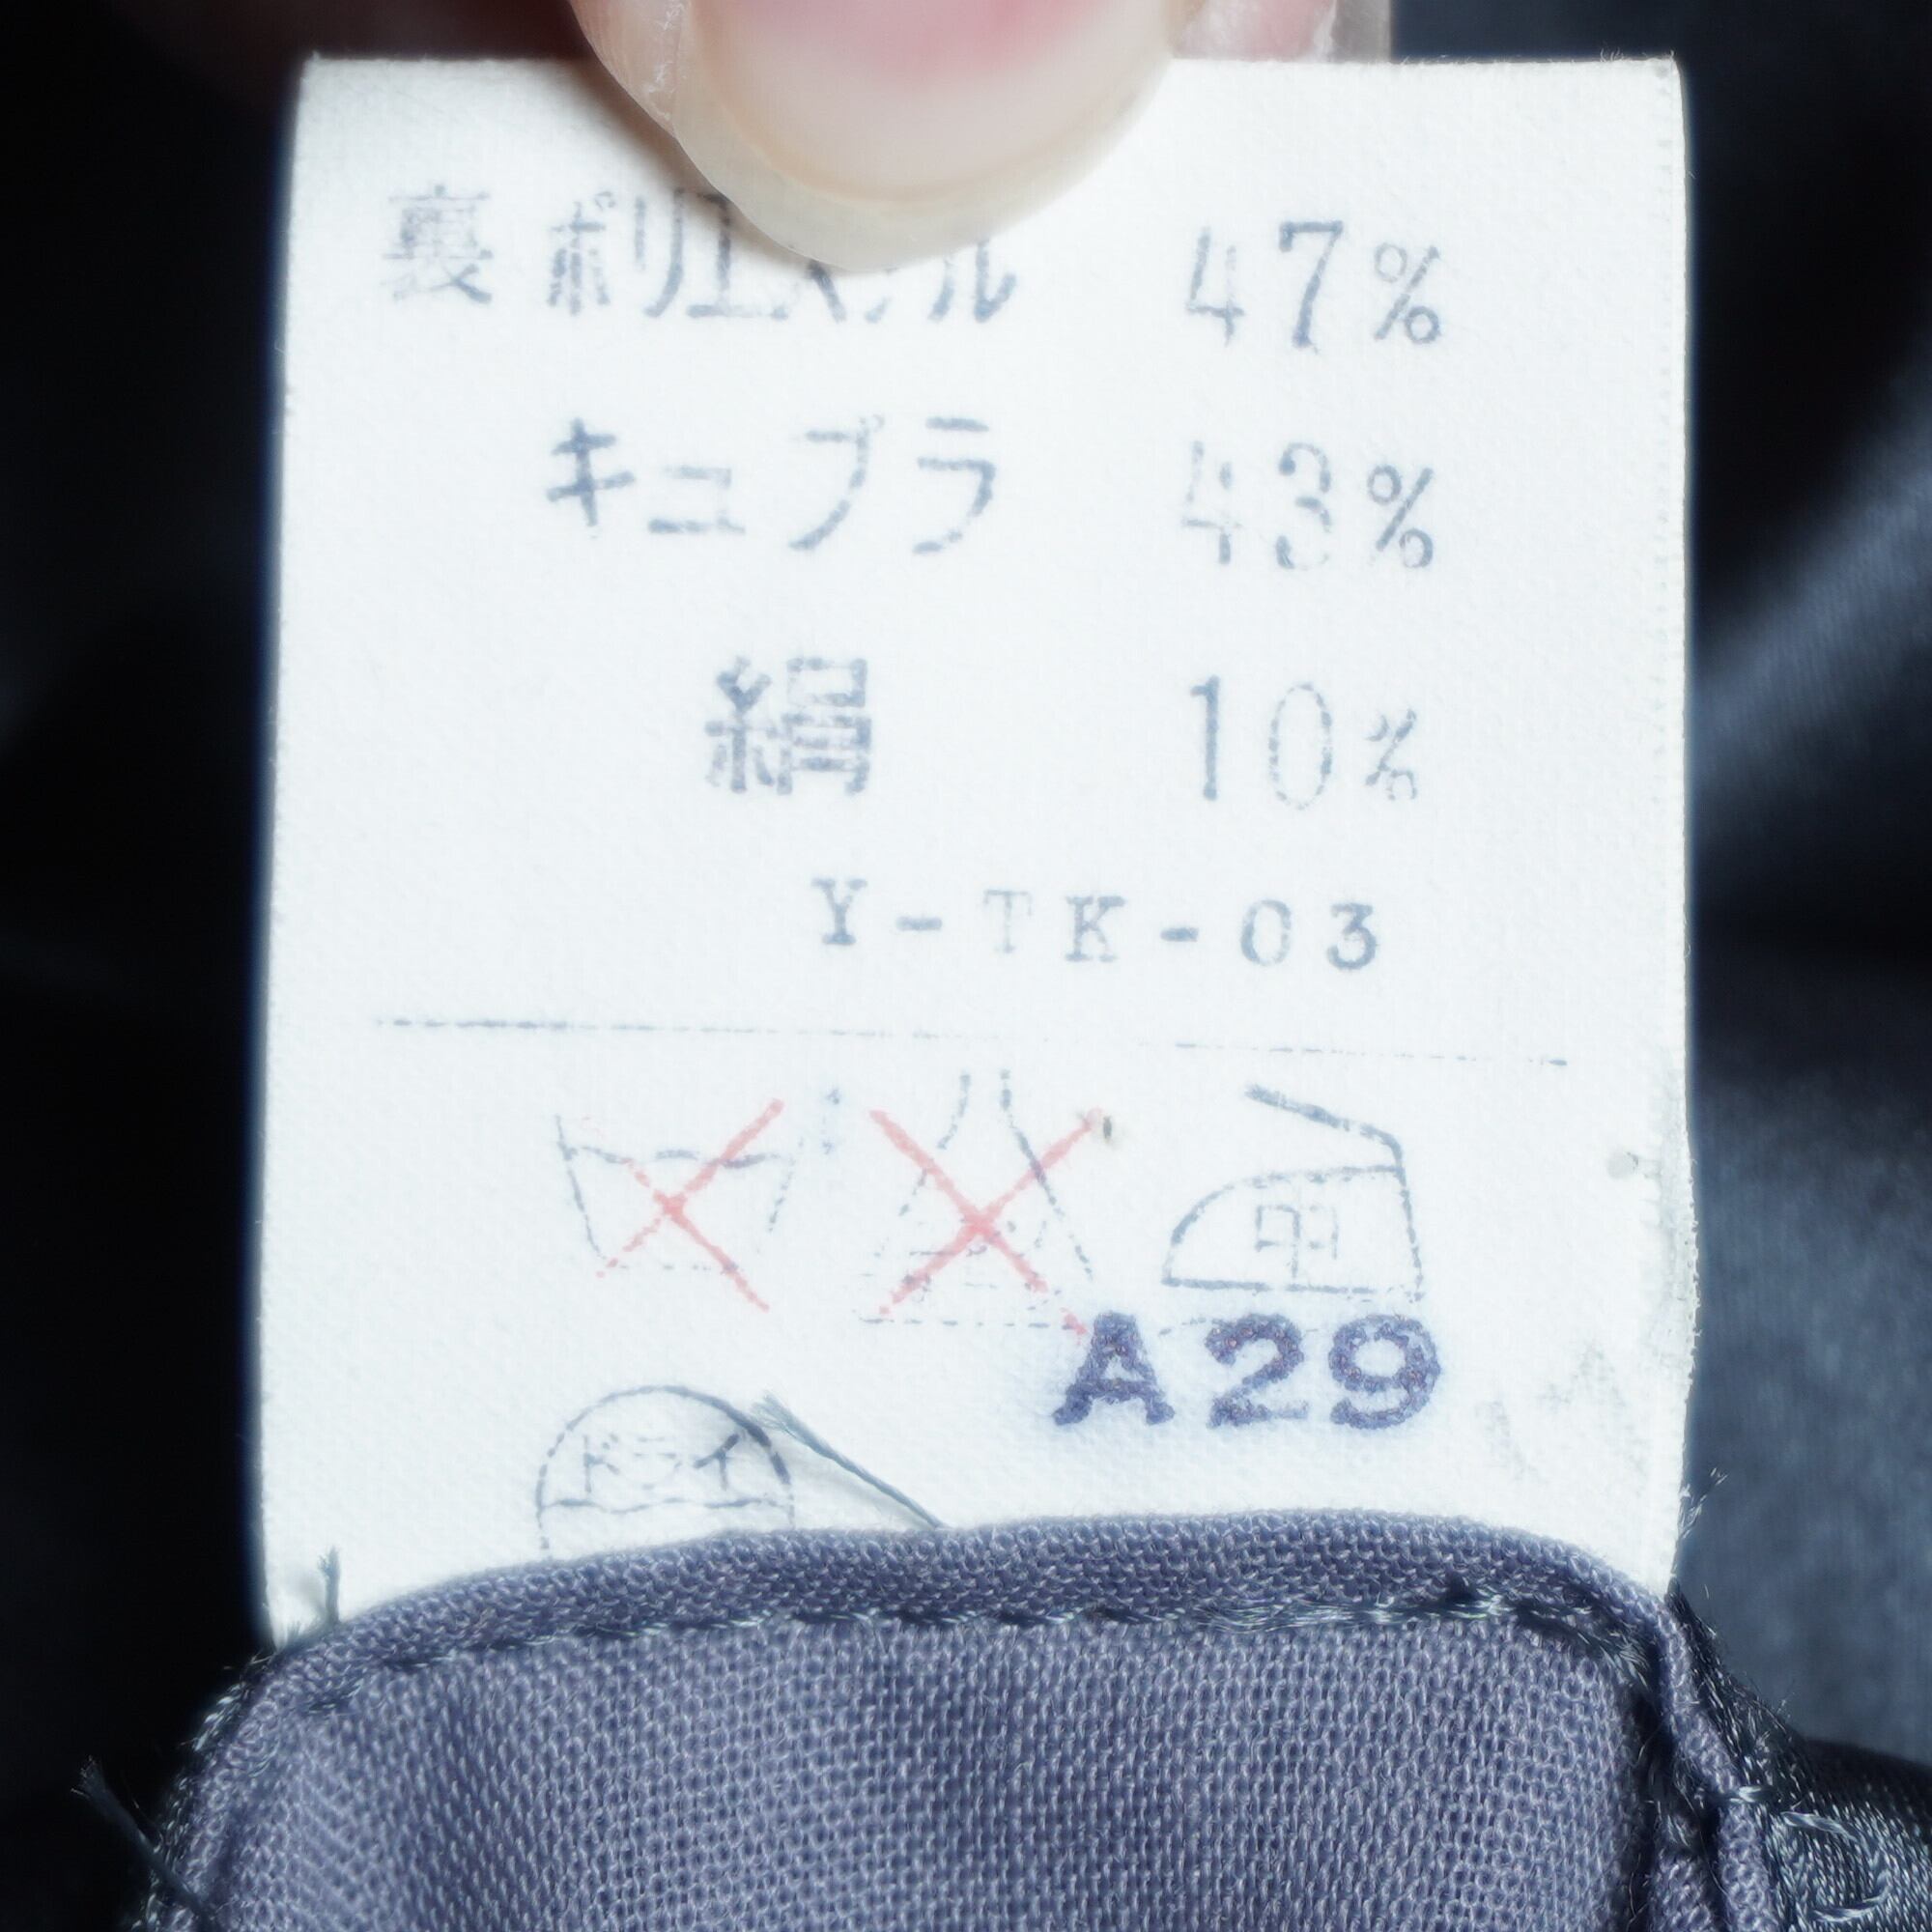 裏 ポリエステル 47%
キュプラ 43%
絹 10%
Y-TK-03
中
A29
ドライ